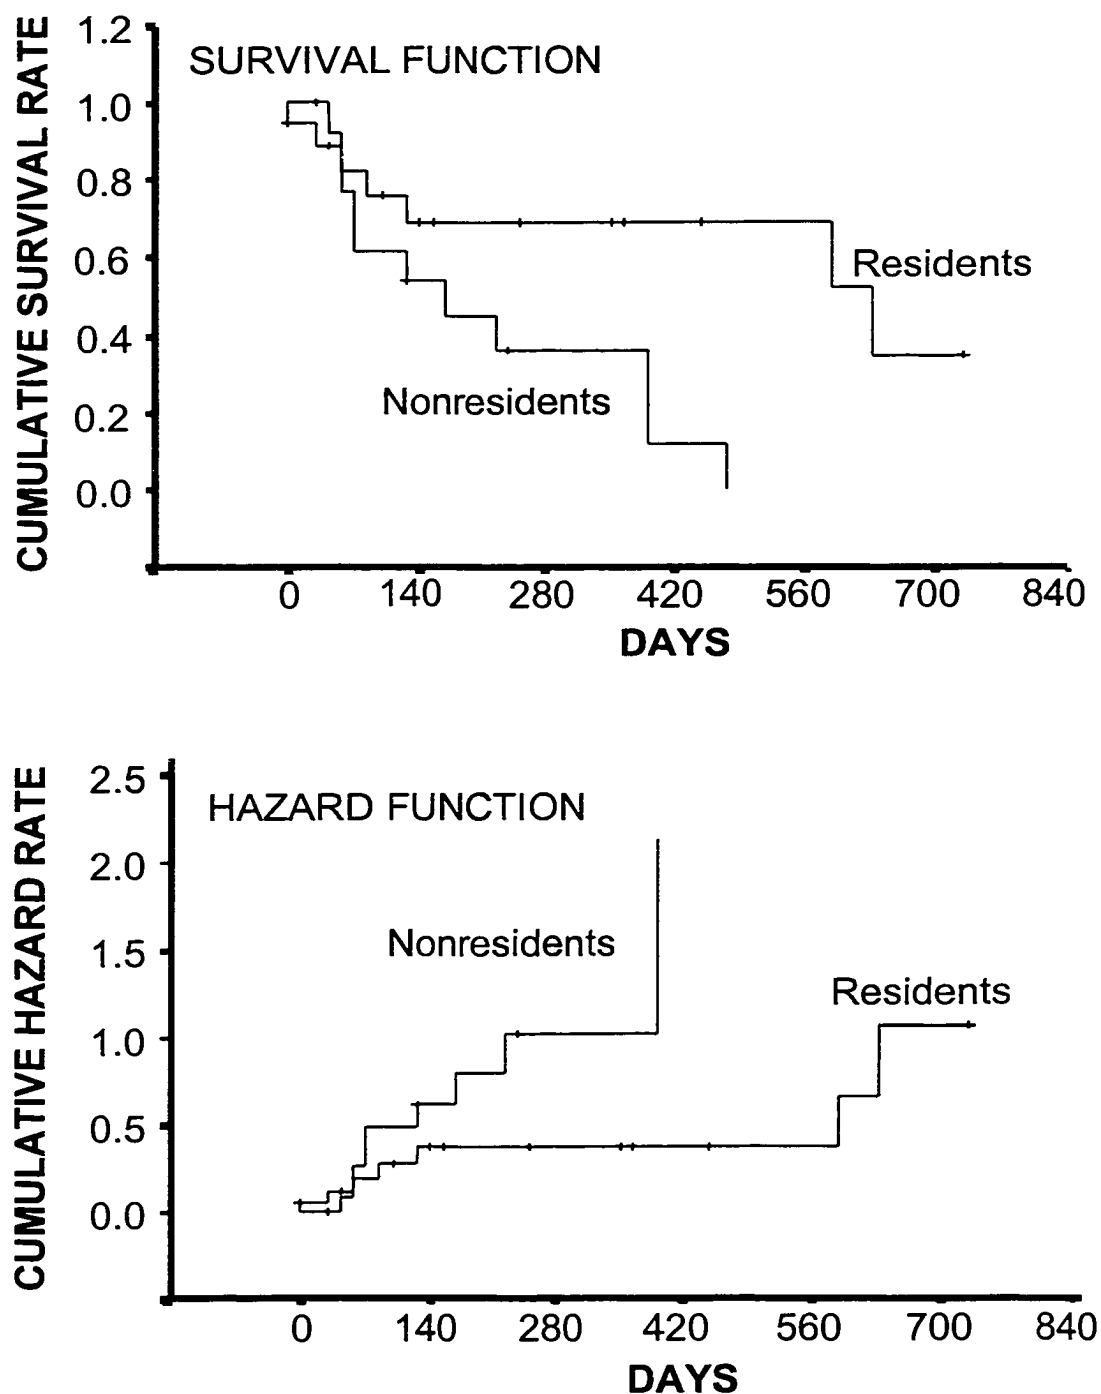 SURVIVAL FUNCTION
CUMULATIVE SURVIVAL RATE
1.2
1.0
0.8
0.6
0.4
0.2
0.0
Residents
Nonresidents
0 140 280 420 560 700 840
DAYS
HAZARD FUNCTION
CUMULATIVE HAZARD RATE
2.5
2.0
1.5
1.0
0.5
0.0
Nonresidents
Residents
0 140 280 420 560 700 840
DAYS